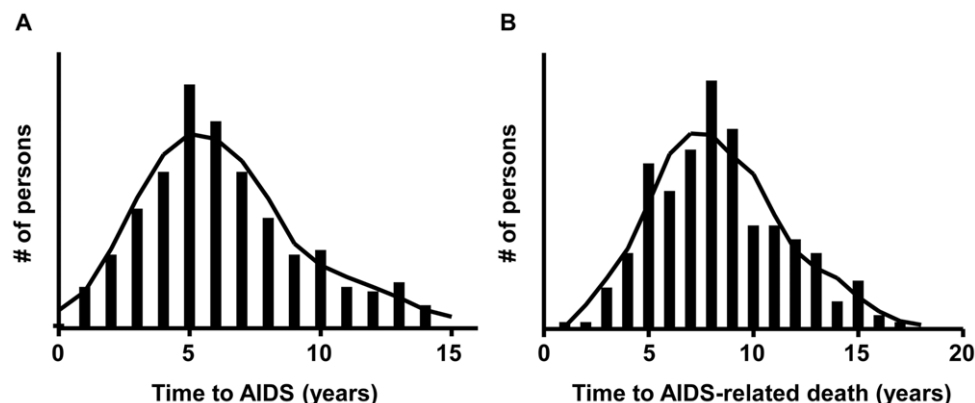 A
# of persons
0 5 10 15
Time to AIDS (years)
B
# of persons
0 5 10 15 20
Time to AIDS-related death (years)